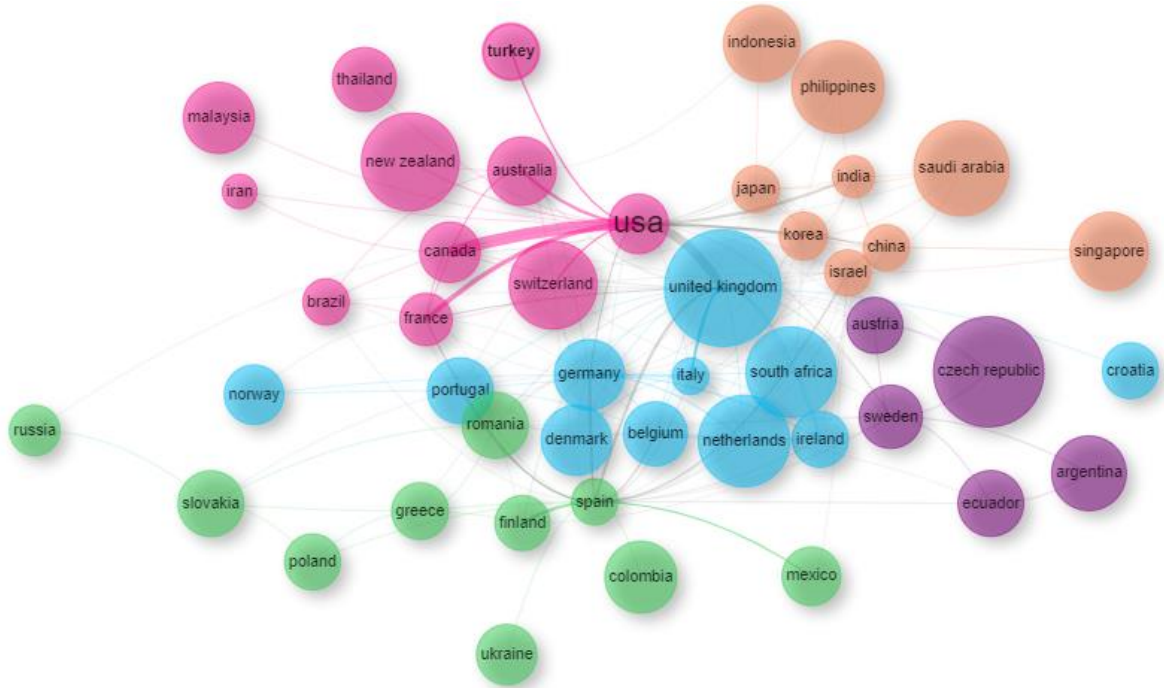 turkey
indonesia
thailand
philippines
malaysia
new zealand
australia
saudi arabia
iran
japan
india
usa
korea
china
canada
israel
singapore
switzerland
united kingdom
brazil
france
austria
germany
italy
south africa
czech republic
croatia
norway
portugal
romania
sweden
russia
denmark
belgium
netherlands
ireland
argentina
slovakia
greece
finland
spain
ecuador
poland
colombia
mexico
ukraine